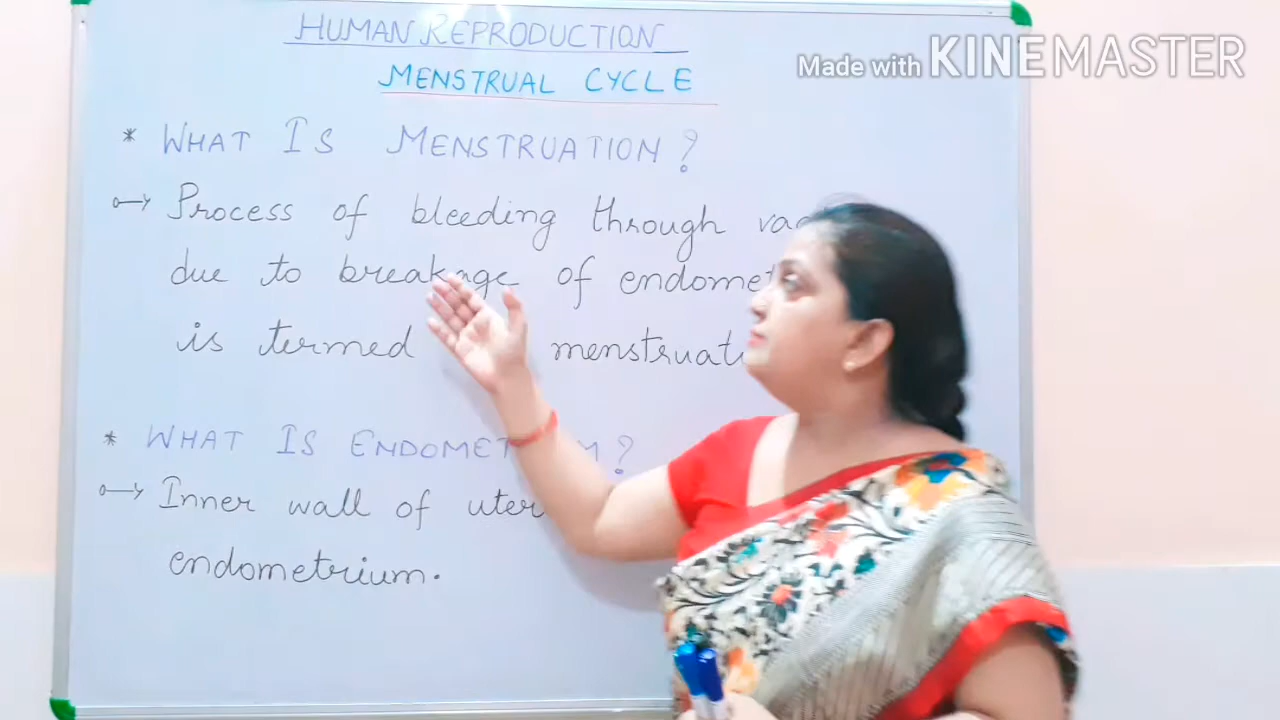 HUMAN REPRODUCTION
Made with KINEMASTER
MENSTRUAL CYCLE
* WHAT IS MENSTRUATION?
Process of bleeding through
due to breakage of
is termed
* WHAT IS ?
Inner wall of
endometrium.